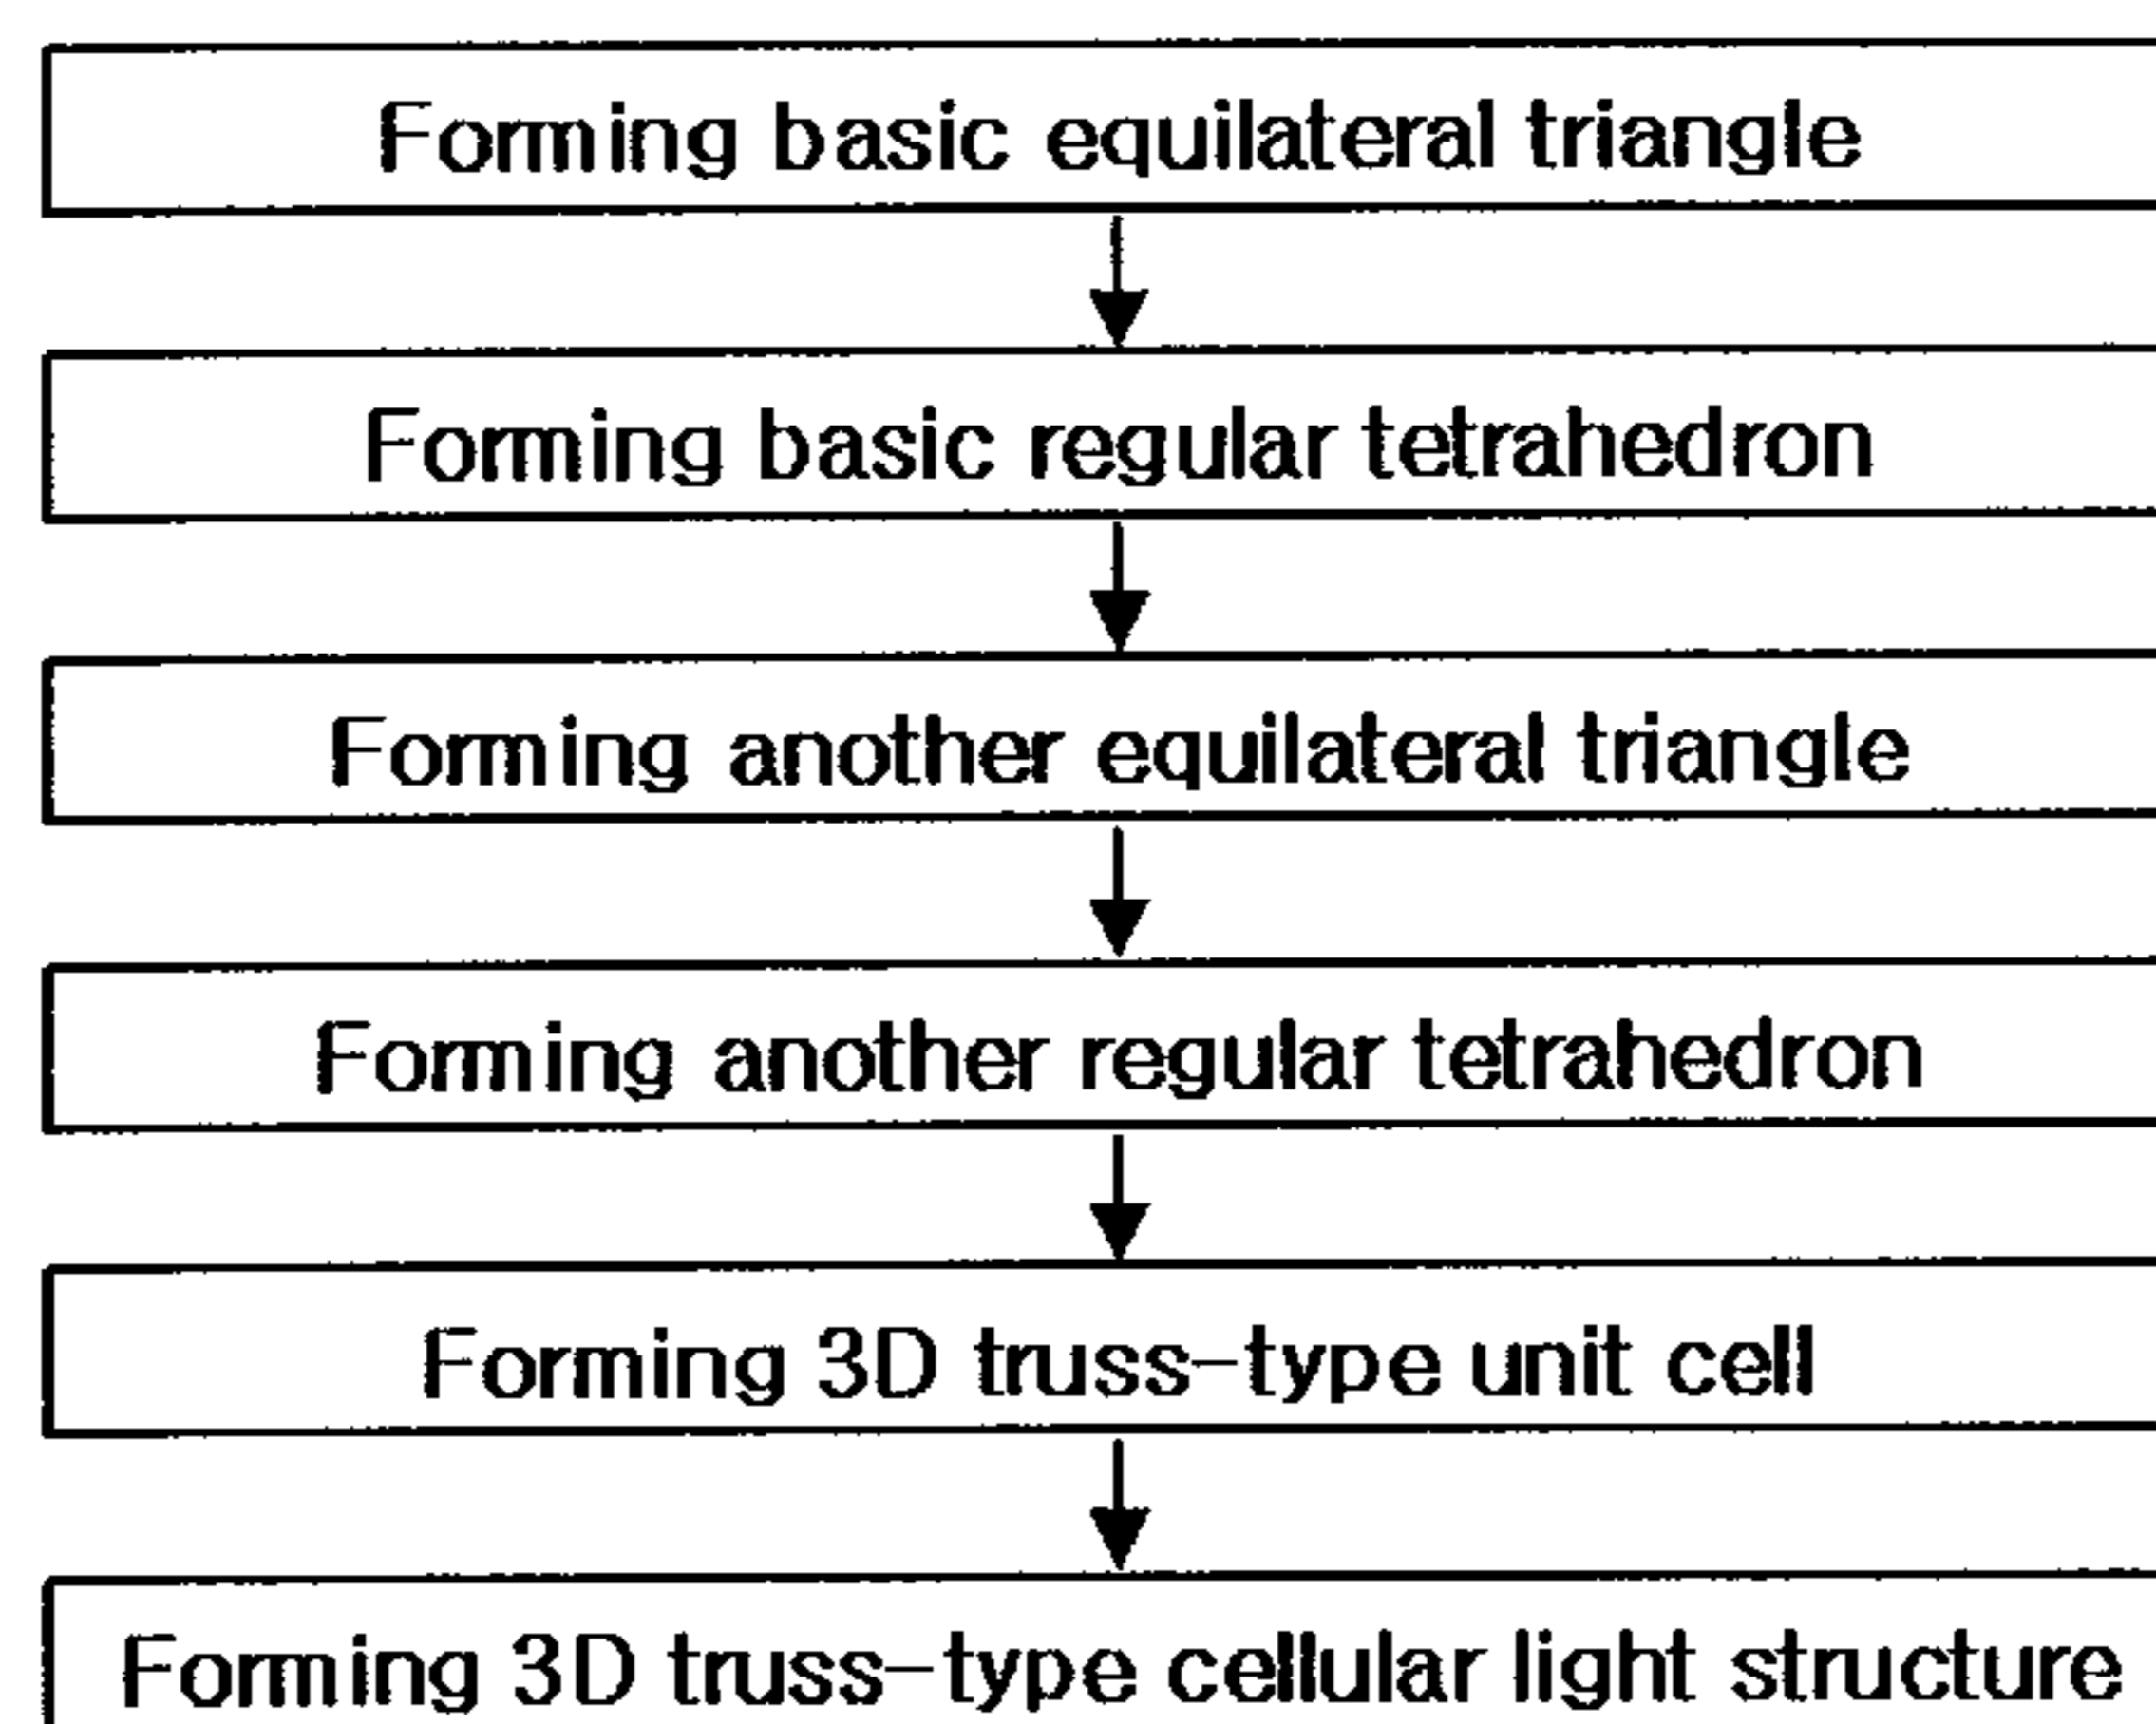 Forming basic equilateral triangle
Forming basic regular tetrahedron
Forming another equilateral triangle
Forming another regular tetrahedron
Forming 3D truss-type unit cell
Forming 3D truss-type cellular light structure